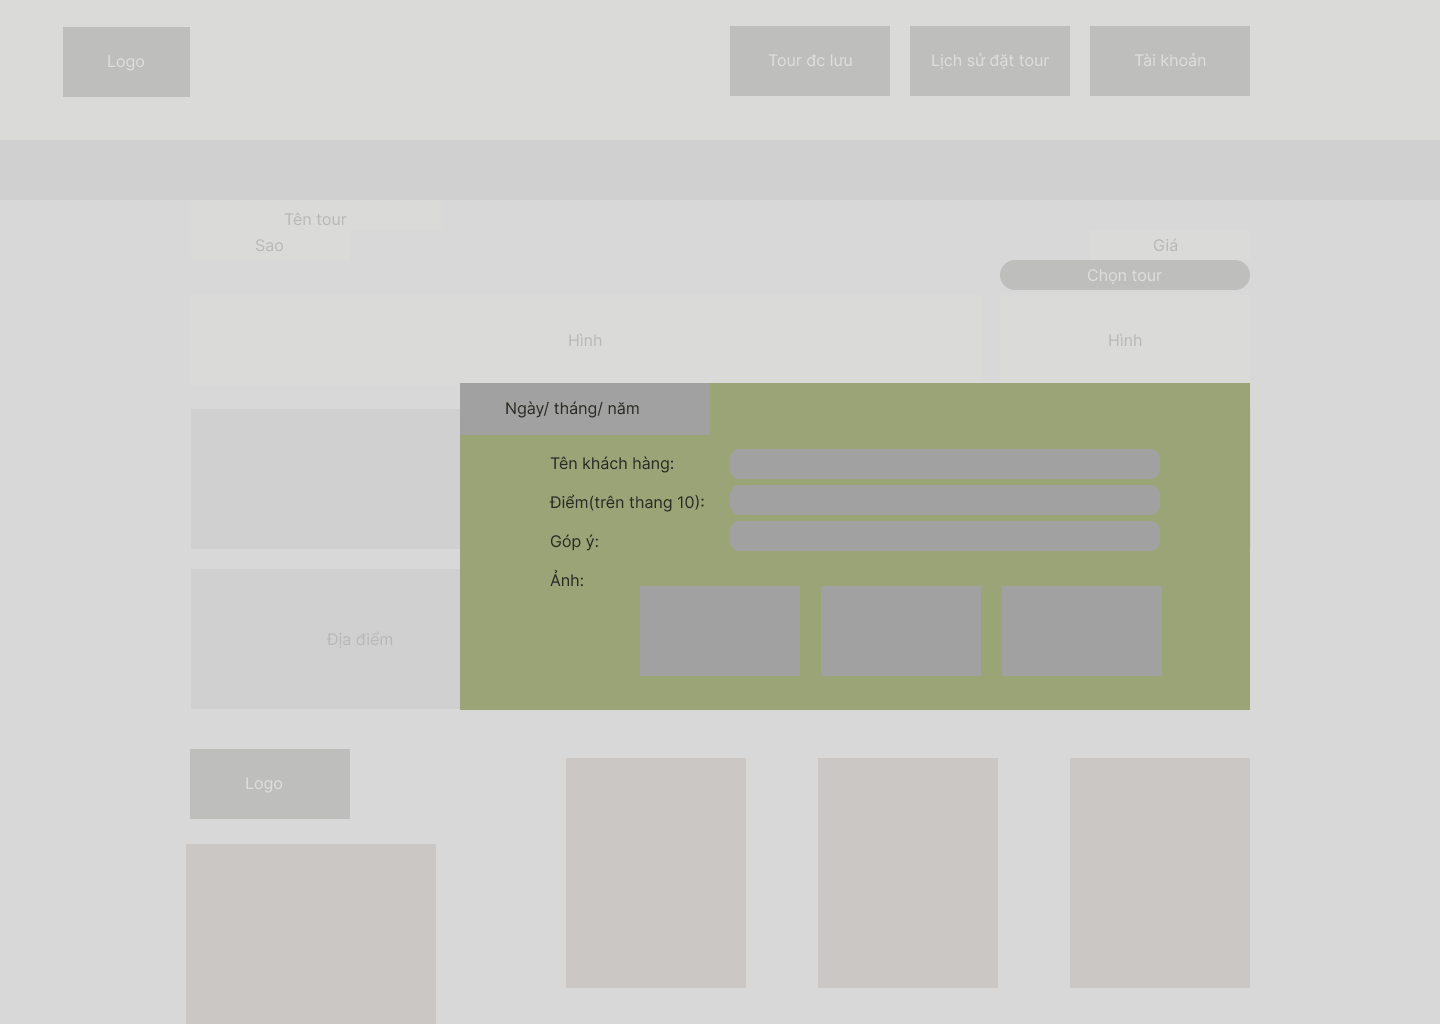 Logo
Tour đc lưu
Lịch sử đặt tour
Tài khoản
Tên tour
Sao
Giá
Chọn tour
Hình
Hình
Ngày/ tháng/ năm
Tên khách hàng:
Điểm(trên thang 10):
Góp ý:
Ảnh:
Địa điểm
Logo